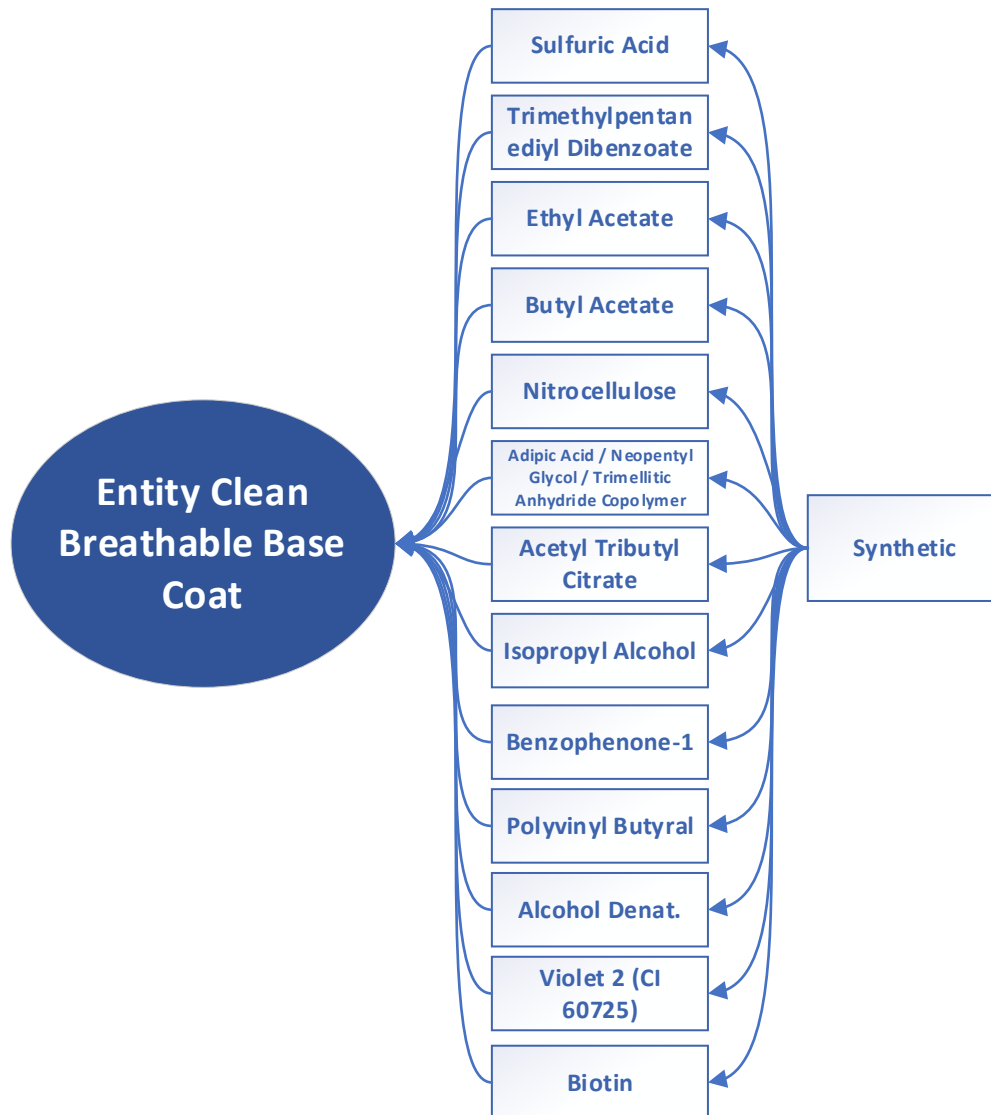 Sulfuric Acid
Trimethylpentan
ediyl Dibenzoate
Ethyl Acetate
Butyl Acetate
Nitrocellulose
Adipic Acid / Neopentyl
Glycol / Trimellitic
Anhydride Copolymer
Acetyl Tributyl
Citrate
Isopropyl Alcohol
Benzophenone-1
Polyvinyl Butyral
Alcohol Denat.
Violet 2 (CI
60725)
Biotin
Entity Clean
Breathable Base
Coat
Synthetic